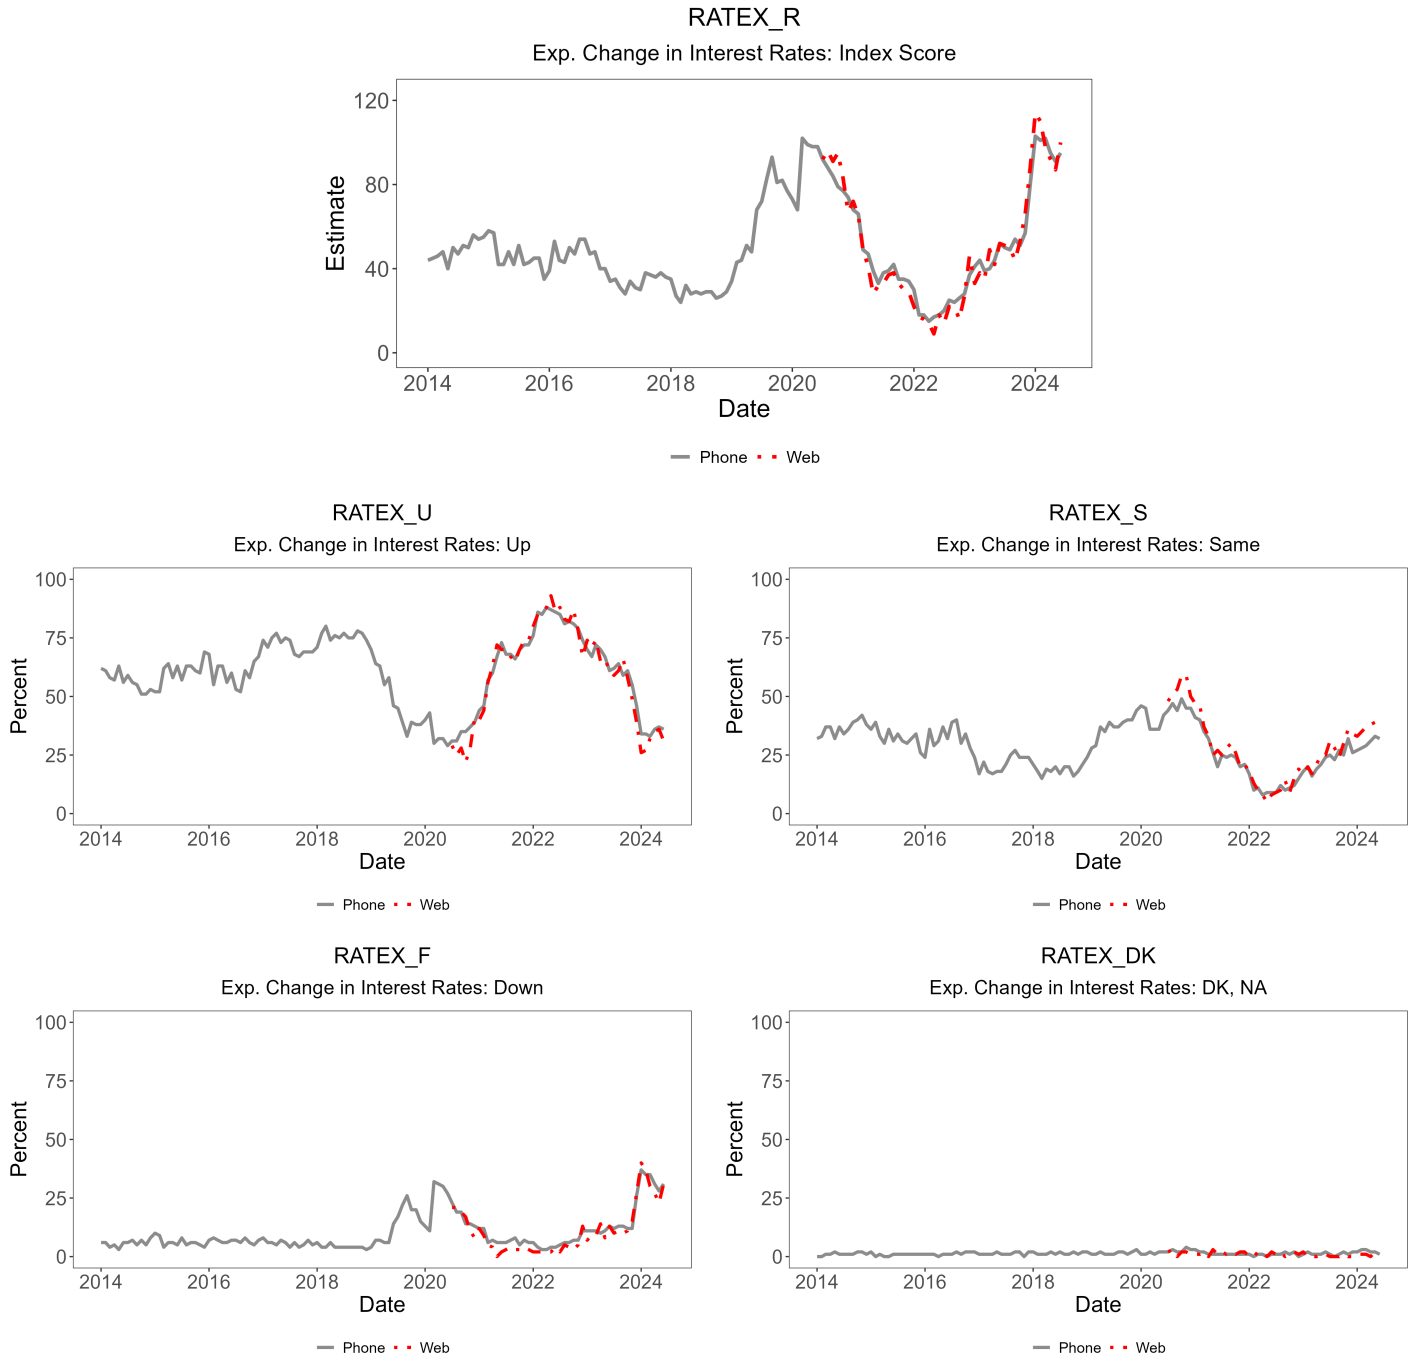 RATEX_R
Exp. Change in Interest Rates: Index Score
120
80
40
0
Estimate
2014 2016 2018 2020 2022 2024
Date
Phone Web
RATEX_U
Exp. Change in Interest Rates: Up
100
75
50
25
0
Percent
2014 2016 2018 2020 2022 2024
Date
Phone Web
RATEX_S
Exp. Change in Interest Rates: Same
100
75
50
25
0
Percent
2014 2016 2018 2020 2022 2024
Date
Phone Web
RATEX_F
Exp. Change in Interest Rates: Down
100
75
50
25
0
Percent
2014 2016 2018 2020 2022 2024
Date
Phone Web
RATEX_DK
Exp. Change in Interest Rates: DK, NA
100
75
50
25
0
Percent
2014 2016 2018 2020 2022 2024
Date
Phone Web